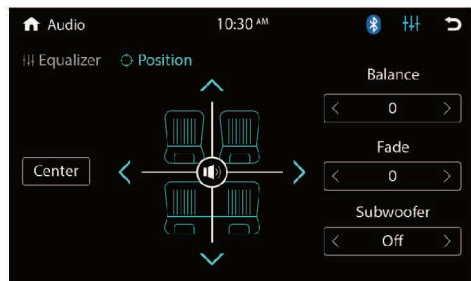 Audio 10:30 AM
Equalizer Position
Balance
0
Fade
0
Center
Subwoofer
Off